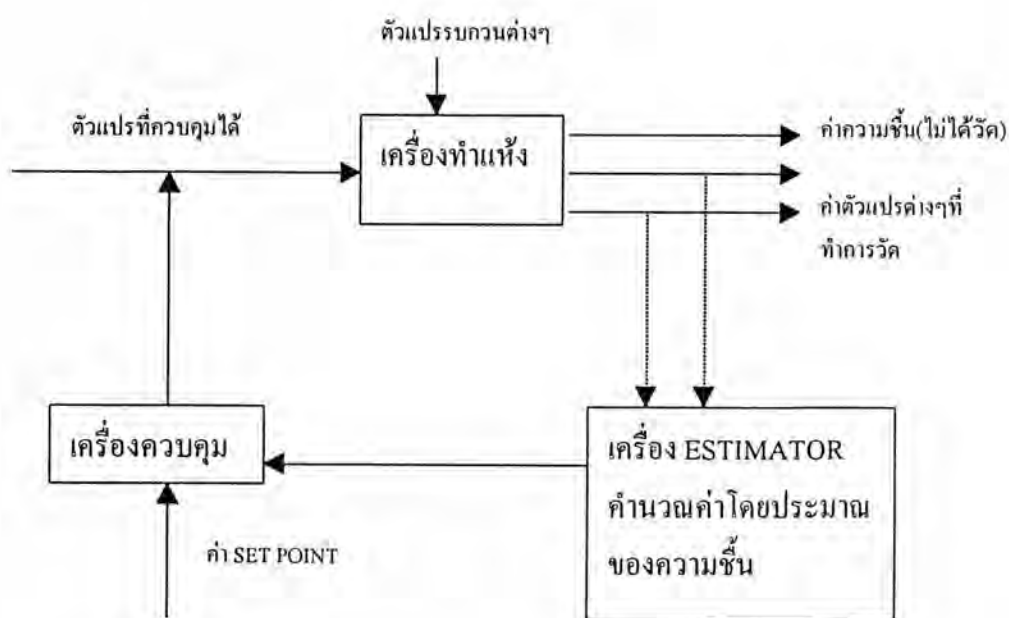 ตัวแปรรบกวนต่างๆ
ตัวแปรที่ควบคุมได้
เครื่องทำแห้ง
ค่าความชื้น(ไม่ได้วัด)
ค่าตัวแปรต่างๆที่
ทำการวัด
เครื่องควบคุม
เครื่อง ESTIMATOR
คำนวณค่าโดยประมาณ
ของความชื้น
ค่า SET POINT